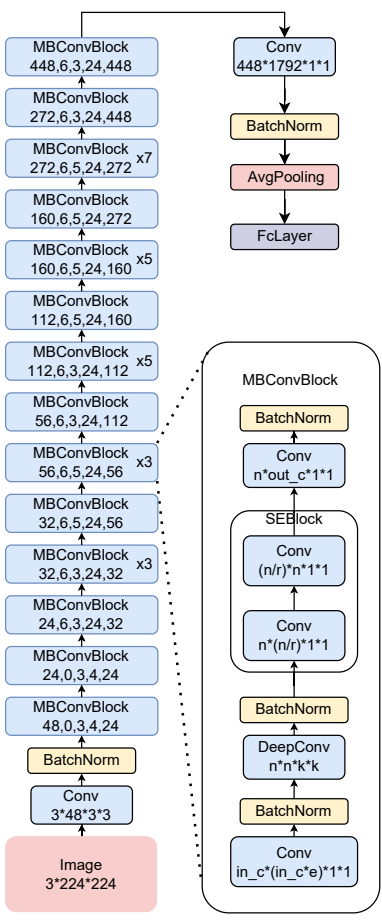 MBConvBlock
448,6,3,24,448
MBConvBlock
272,6,3,24,448
MBConvBlock
272,6,5,24,272
x7
MBConvBlock
160,6,5,24,272
MBConvBlock
160,6,5,24,160
x5
MBConvBlock
112,6,5,24,160
MBConvBlock
112,6,3,24,112
x5
MBConvBlock
56,6,3,24,112
MBConvBlock
56,6,5,24,56
x3
MBConvBlock
32,6,5,24,56
MBConvBlock
32,6,3,24,32
x3
MBConvBlock
24,6,3,24,32
MBConvBlock
24,0,3,4,24
MBConvBlock
48,0,3,4,24
BatchNorm
Conv
3*48*3*3
Image
3*224*224
Conv
448*1792*1*1
BatchNorm
AvgPooling
FcLayer
MBConvBlock
BatchNorm
Conv
n*out_c*1*1
SEBlock
Conv
(n/r)*n*1*1
Conv
n*(n/r)*1*1
BatchNorm
DeepConv
n*n*k*k
BatchNorm
Conv
in_c*(in_c*e)*1*1